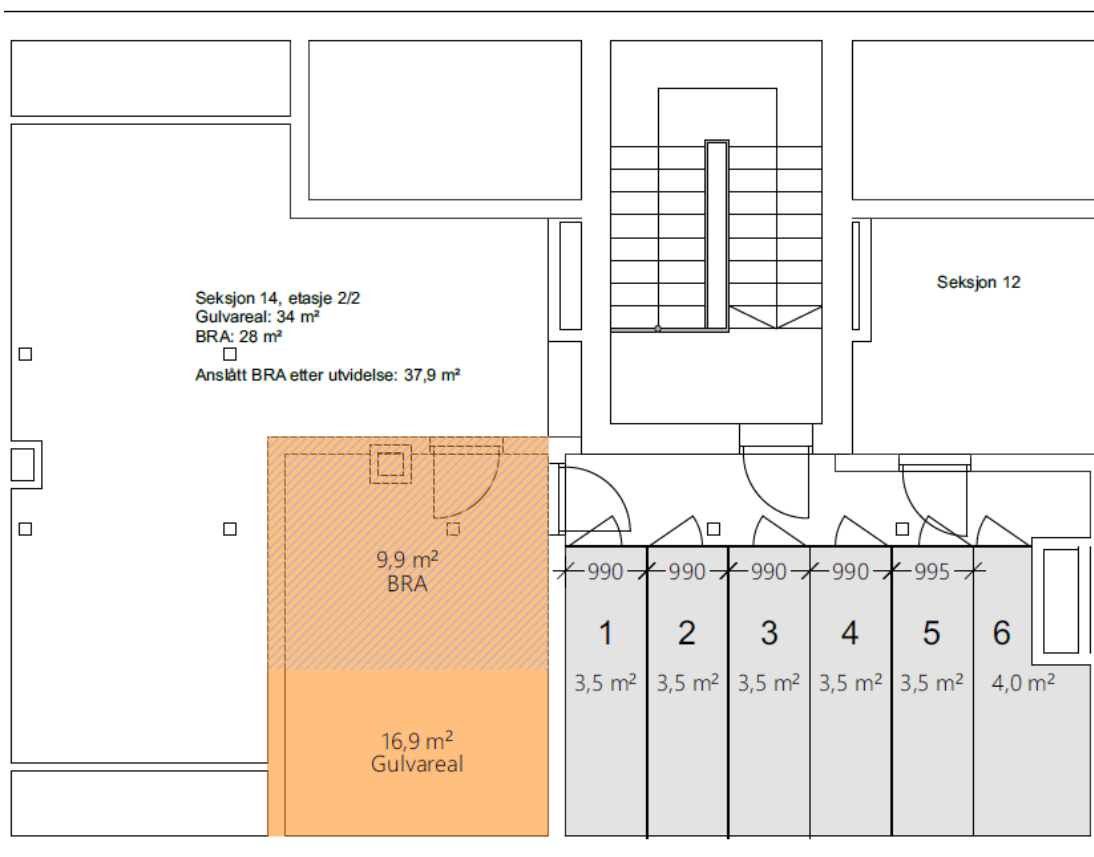 Seksjon 14, etasje 2/2
Gulvareal: 34 m²
BRA: 28 m²
Anslått BRA etter utvidelse: 37,9 m²
Seksjon 12
9,9 m²
BRA
16,9 m²
Gulvareal
990 990 990 990 995
1 2 3 4 5 6
3,5 m² 3,5 m² 3,5 m² 3,5 m² 3,5 m² 4,0 m²